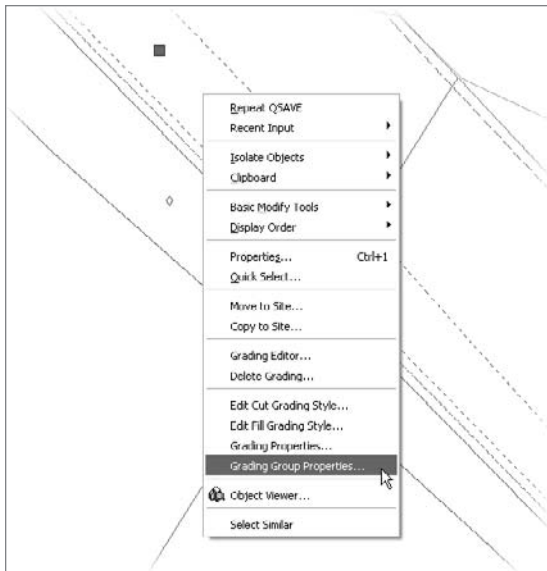 Repeat QSAVE
Recent Input
Isolate Objects
Clipboard
Basic Modify Tools
Display Order
Properties... Ctrl+1
Quick Select...
Move to Site...
Copy to Site...
Grading Editor...
Delete Grading...
Edit Cut Grading Style...
Edit Fill Grading Style...
Grading Properties...
Grading Group Properties...
Object Viewer...
Select Similar